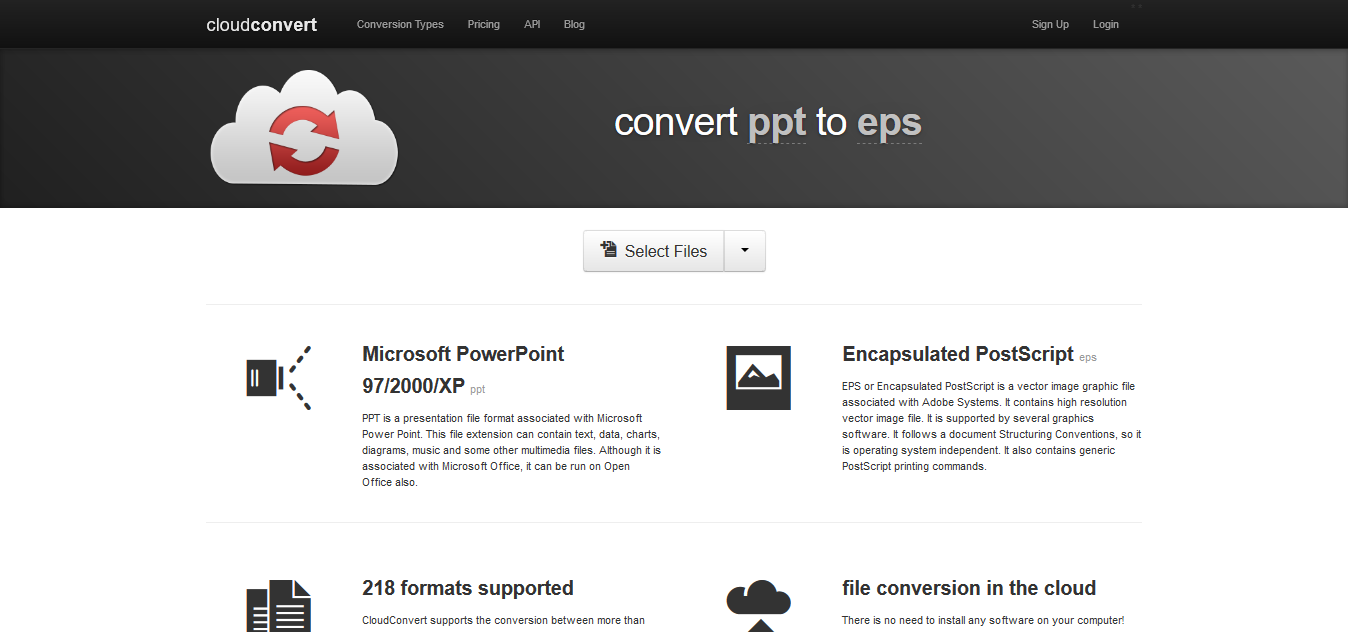 cloudconvert Conversion Types Pricing API Blog Sign Up Login
convert ppt to eps
Select Files
Microsoft PowerPoint
97/2000/XP ppt
PPT is a presentation file format associated with Microsoft
Power Point. This file extension can contain text, data, charts,
diagrams, music and some other multimedia files. Although it is
associated with Microsoft Office, it can be run on Open
Office also.
Encapsulated PostScript eps
EPS or Encapsulated PostScript is a vector image graphic file
associated with Adobe Systems. It contains high resolution
vector image file. It is supported by several graphics
software. It follows a document Structuring Conventions, so it
is operating system independent. It also contains generic
PostScript printing commands.
218 formats supported
CloudConvert supports the conversion between more than
file conversion in the cloud
There is no need to install any software on your computer!